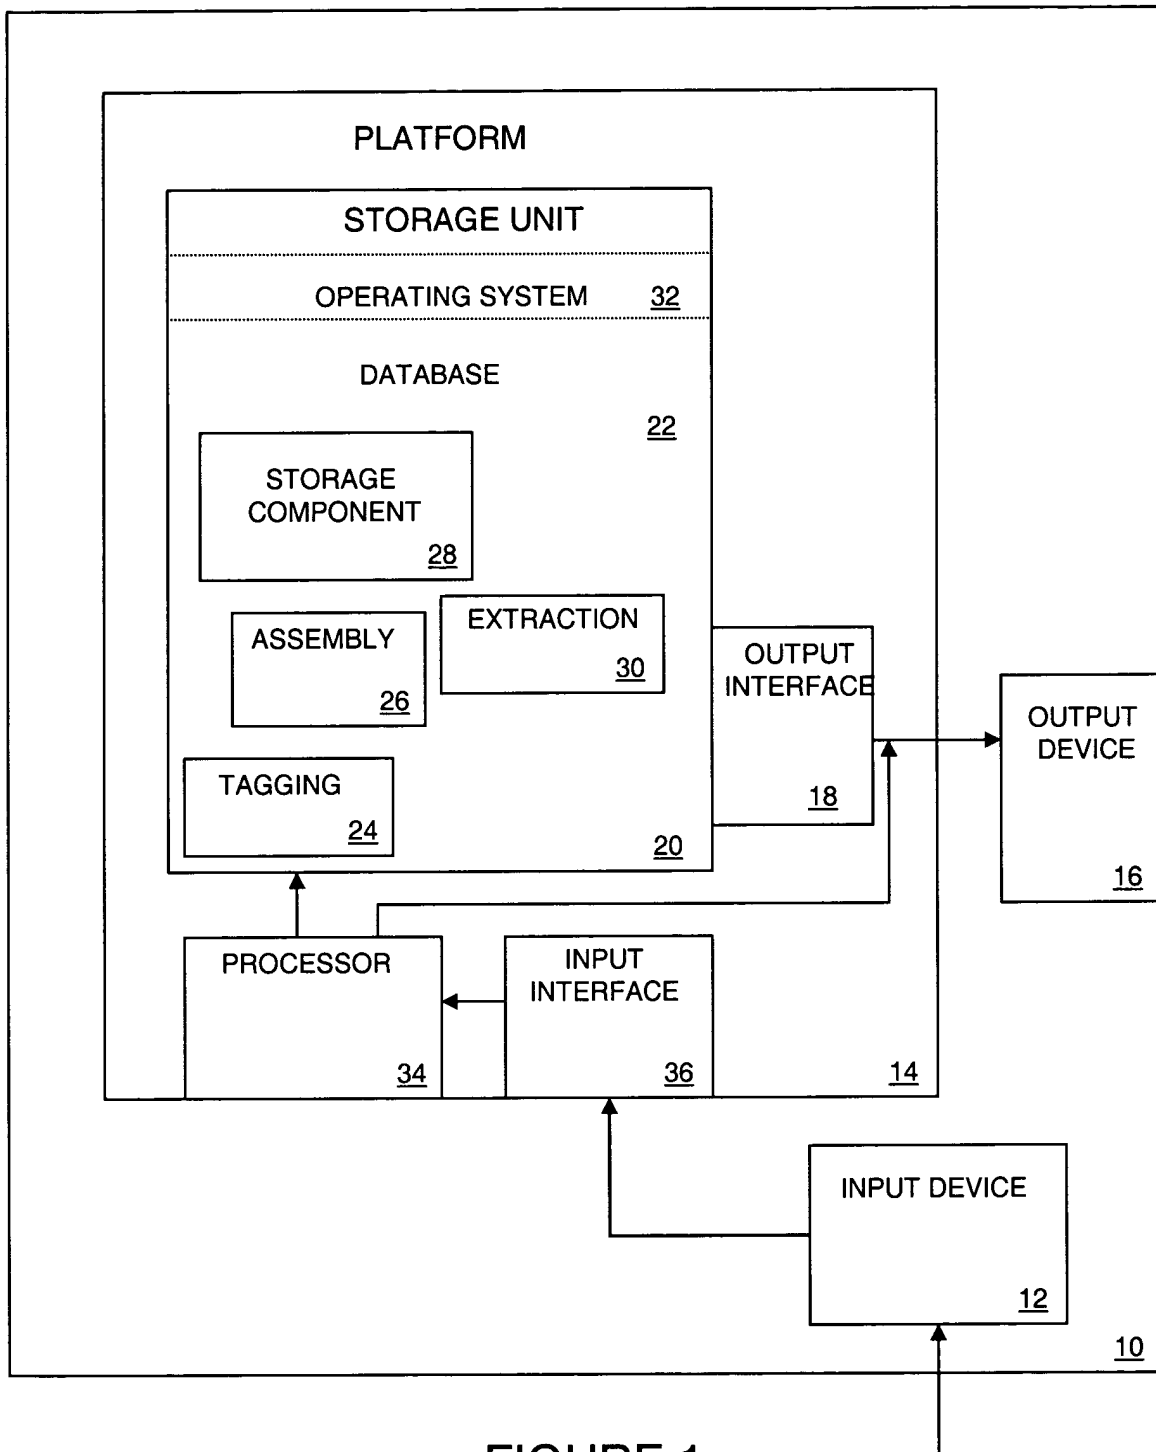 PLATFORM
STORAGE UNIT
OPERATING SYSTEM 32
DATABASE
22
STORAGE
COMPONENT
28
EXTRACTION
30
ASSEMBLY
26
TAGGING
24
20
OUTPUT
INTERFACE
18
OUTPUT
DEVICE
16
PROCESSOR
34
INPUT
INTERFACE
36
14
INPUT DEVICE
12
10
FIGURE 1